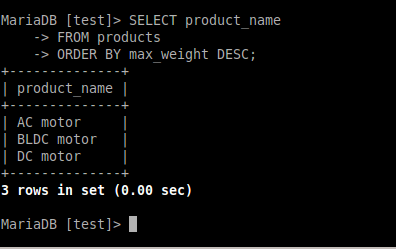 MariaDB [test]> SELECT product_name
    -> FROM products
    -> ORDER BY max_weight DESC;
+--------------+
| product_name |
+--------------+
| AC motor     |
| BLDC motor   |
| DC motor     |
+--------------+
3 rows in set (0.00 sec)

MariaDB [test]>